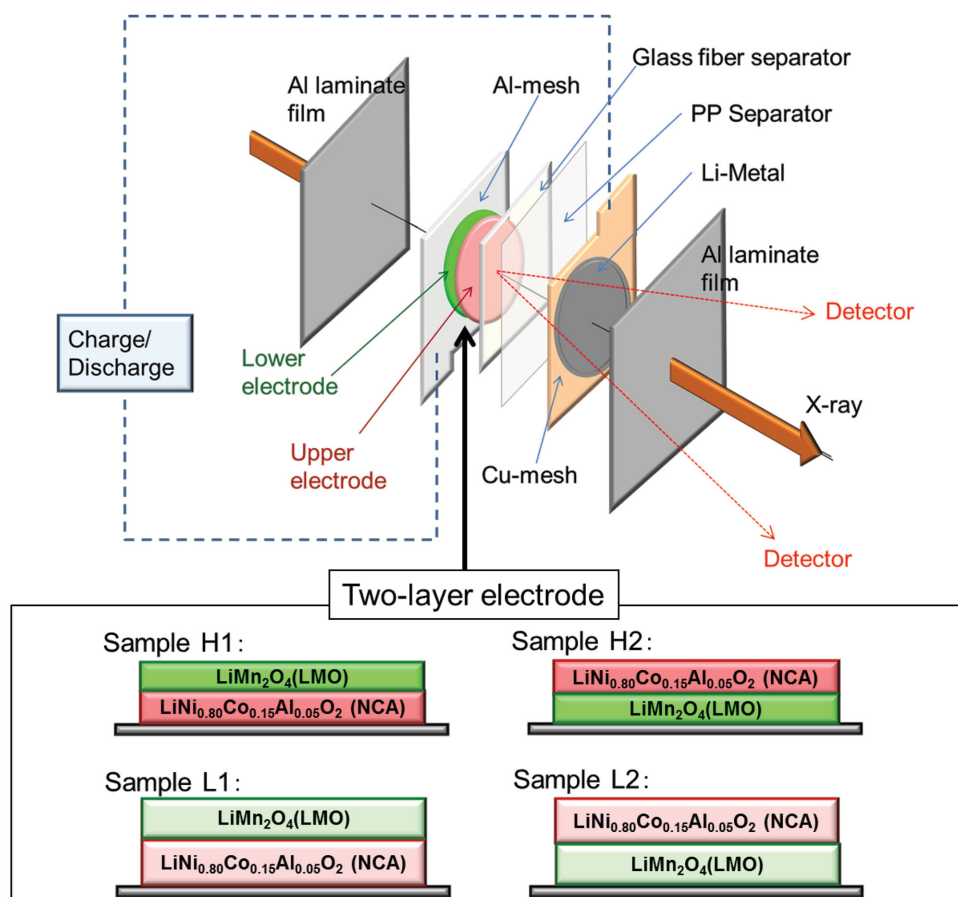 Glass fiber separator
Al laminate
film
Al-mesh
PP Separator
Li-Metal
Al laminate
film
Detector
Charge/
Discharge
Lower
electrode
X-ray
Upper
electrode
Cu-mesh
Detector
Two-layer electrode
Sample H1:
LiMn₂O₄(LMO)
LiNi₀.₈₀Co₀.₁₅Al₀.₀₅O₂ (NCA)
Sample H2:
LiNi₀.₈₀Co₀.₁₅Al₀.₀₅O₂ (NCA)
LiMn₂O₄(LMO)
Sample L1:
LiMn₂O₄(LMO)
LiNi₀.₈₀Co₀.₁₅Al₀.₀₅O₂ (NCA)
Sample L2:
LiNi₀.₈₀Co₀.₁₅Al₀.₀₅O₂ (NCA)
LiMn₂O₄(LMO)